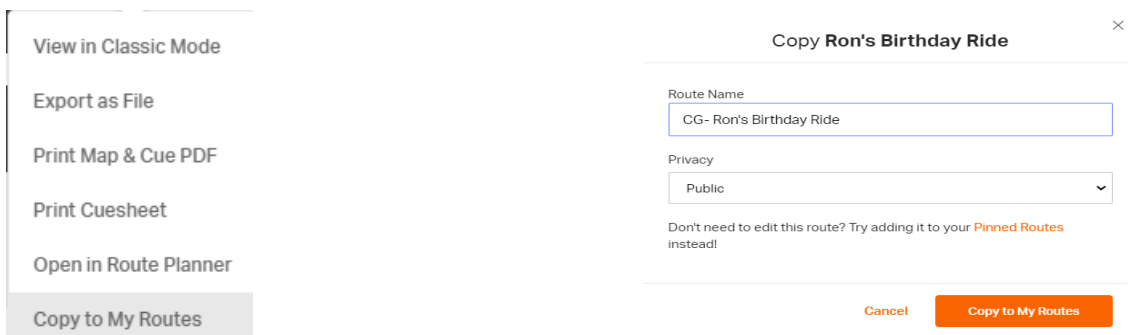 View in Classic Mode
Export as File
Print Map & Cue PDF
Print Cuesheet
Open in Route Planner
Copy to My Routes
Copy Ron's Birthday Ride
Route Name
CG- Ron's Birthday Ride
Privacy
Public
Don't need to edit this route? Try adding it to your Pinned Routes
instead!
Cancel
Copy to My Routes